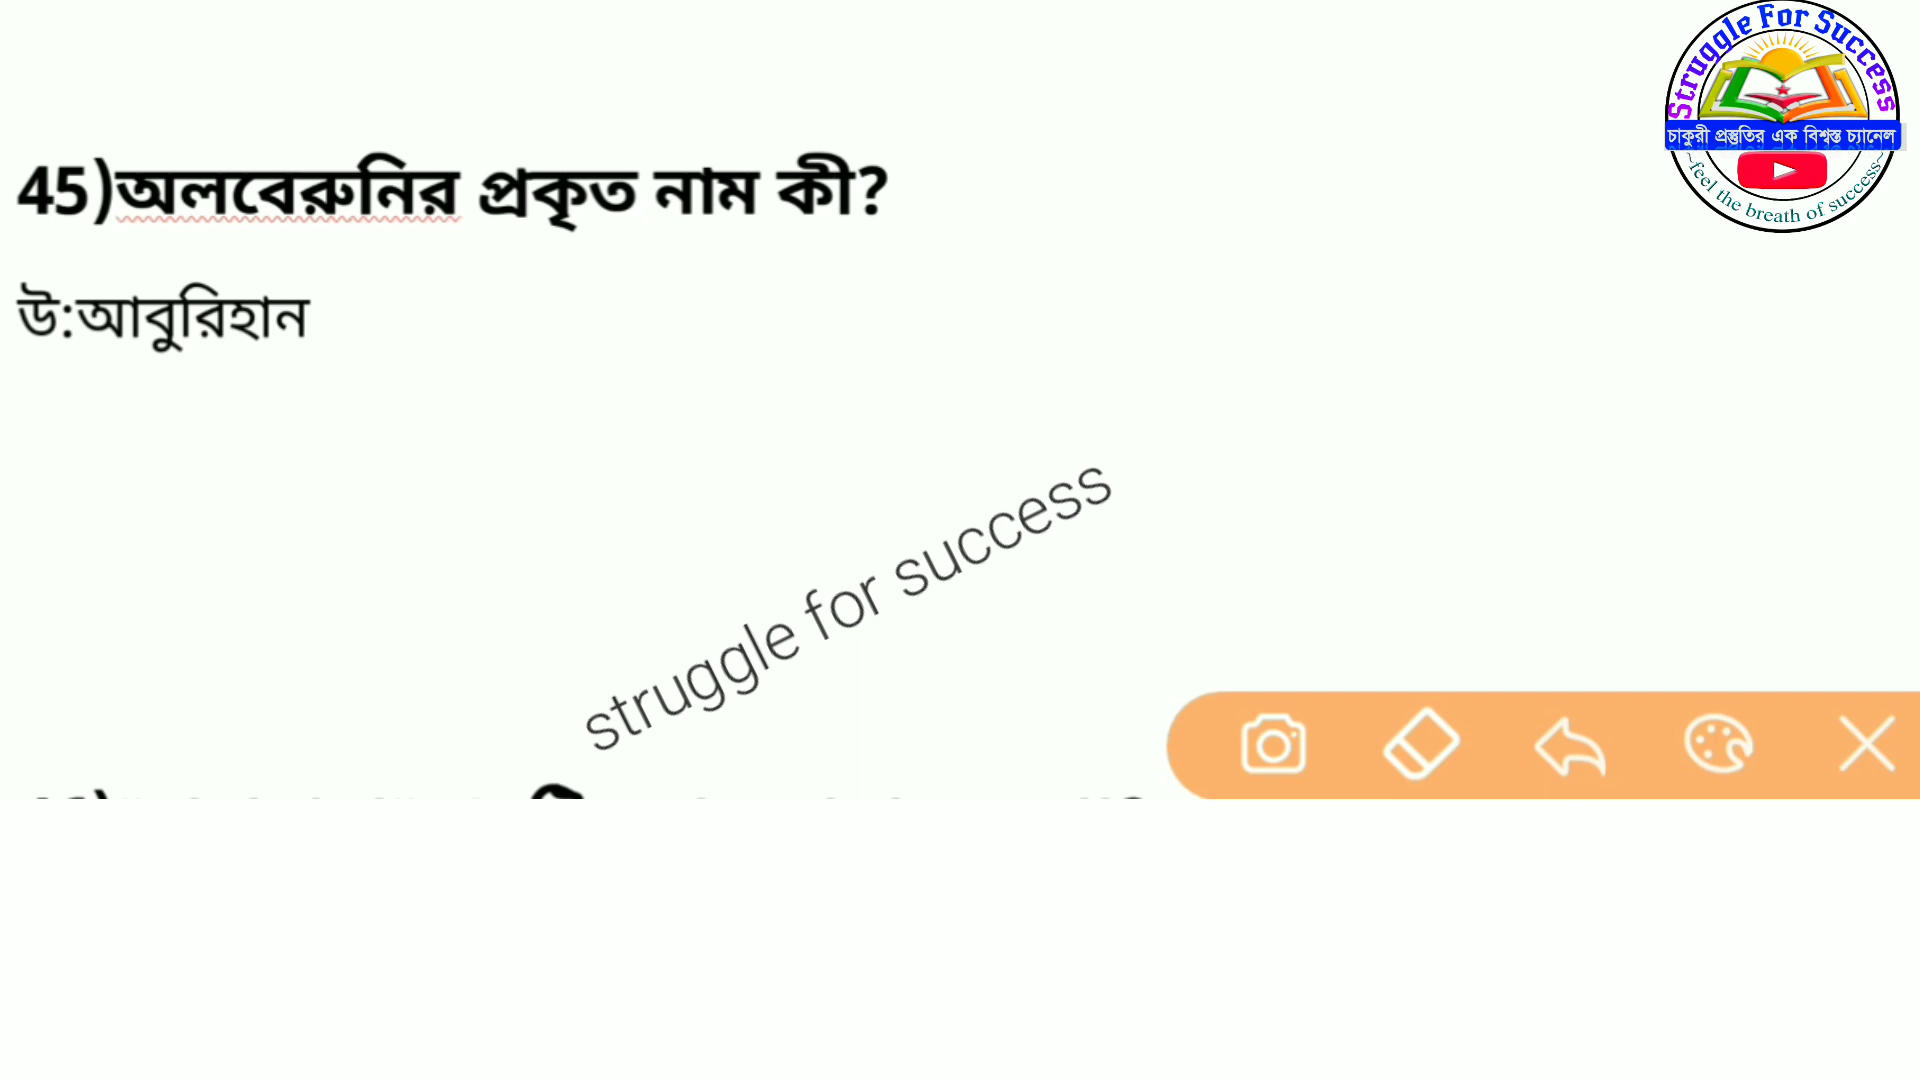 Struggle For Success
চাকুরী প্রস্তুতির এক বিশ্বস্ত চ্যানেল
~feel the breath of success~
45)অলবেরুনির প্রকৃত নাম কী?
উ:আবুরিহান
struggle for success